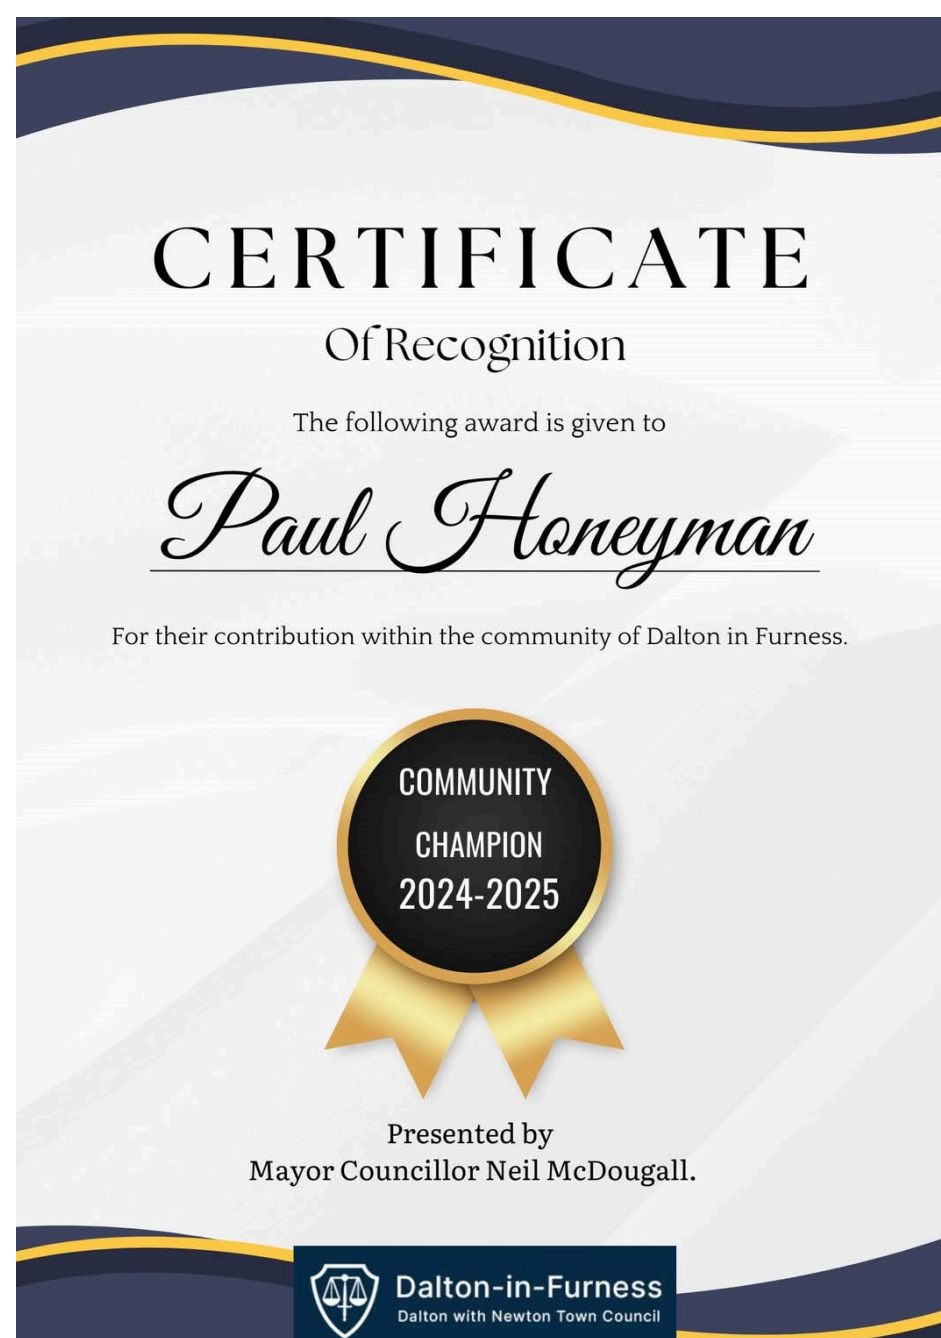 CERTIFICATE
Of Recognition
The following award is given to
Paul Honeyman
For their contribution within the community of Dalton in Furness.
COMMUNITY
CHAMPION
2024-2025
Presented by
Mayor Councillor Neil McDougall.
Dalton-in-Furness
Dalton with Newton Town Council